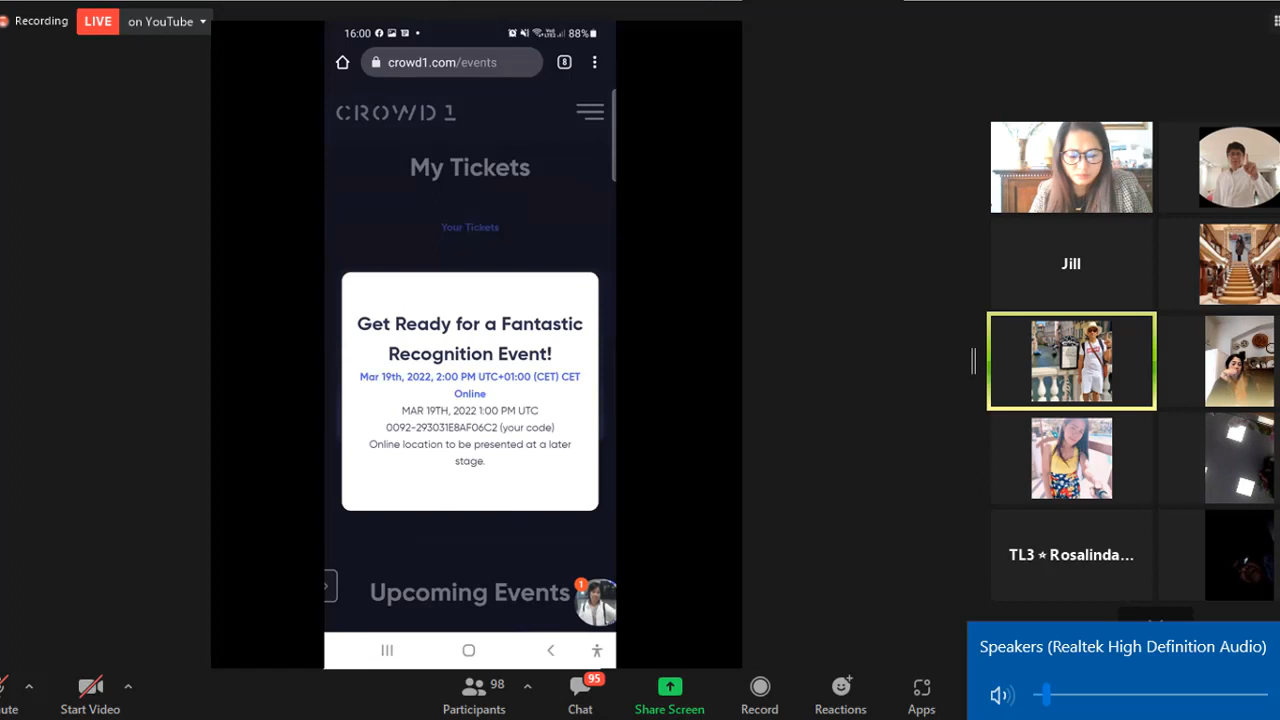 Recording
LIVE
on YouTube
16:00
88%
crowd1.com/events
8
CROWD 1
My Tickets
Your Tickets
Get Ready for a Fantastic
Recognition Event!
Mar 19th, 2022, 2:00 PM UTC+01:00 (CET) CET
Online
MAR 19TH, 2022 1:00 PM UTC
0092-293031E8AF06C2 (your code)
Online location to be presented at a later
stage.
Upcoming Events
1
Jill
TL3 ★ Rosalinda...
Speakers (Realtek High Definition Audio)
ute
Start Video
98
Participants
95
Chat
Share Screen
Record
Reactions
Apps